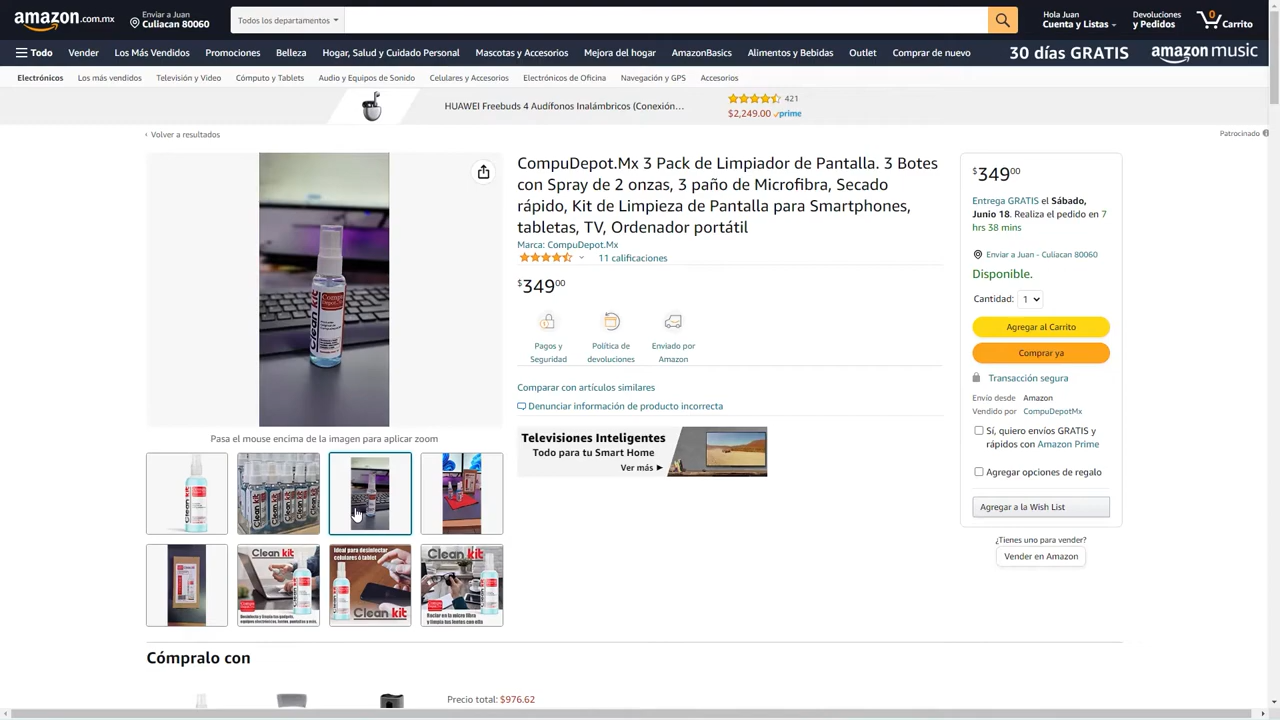 amazon.com.mx
Enviar a Juan
Culiacan 80060
Todos los departamentos
Hola Juan
Cuenta y Listas
Devoluciones
y Pedidos
0
Carrito
Todo
Vender
Los Más Vendidos
Promociones
Belleza
Hogar, Salud y Cuidado Personal
Mascotas y Accesorios
Mejora del hogar
AmazonBasics
Alimentos y Bebidas
Outlet
Comprar de nuevo
30 días GRATIS
amazon music
Electrónicos
Los más vendidos
Televisión y Video
Cómputo y Tablets
Audio y Equipos de Sonido
Celulares y Accesorios
Electrónicos de Oficina
Navegación y GPS
Accesorios
HUAWEI Freebuds 4 Audífonos Inalámbricos (Conexión…
421
$2,249.00 prime
‹ Volver a resultados
Patrocinado
CompuDepot.Mx 3 Pack de Limpiador de Pantalla. 3 Botes
con Spray de 2 onzas, 3 paño de Microfibra, Secado
rápido, Kit de Limpieza de Pantalla para Smartphones,
tabletas, TV, Ordenador portátil
Marca: CompuDepot.Mx
11 calificaciones
$349.00
Pagos y
Seguridad
Política de
devoluciones
Enviado por
Amazon
Comparar con artículos similares
Denunciar información de producto incorrecta
Televisiones Inteligentes
Todo para tu Smart Home
Ver más
Clean kit
Pasa el mouse encima de la imagen para aplicar zoom
Clean kit
Ideal para desinfectar
celulares ó tablet
Clean kit
Clean kit
$349.00
Entrega GRATIS el Sábado,
Junio 18. Realiza el pedido en 7
hrs 38 mins
Enviar a Juan - Culiacan 80060
Disponible.
Cantidad: 1
Agregar al Carrito
Comprar ya
Transacción segura
Envío desde Amazon
Vendido por CompuDepotMx
Sí, quiero envíos GRATIS y
rápidos con Amazon Prime
Agregar opciones de regalo
Agregar a la Wish List
¿Tienes uno para vender?
Vender en Amazon
Cómpralo con
Precio total: $976.62